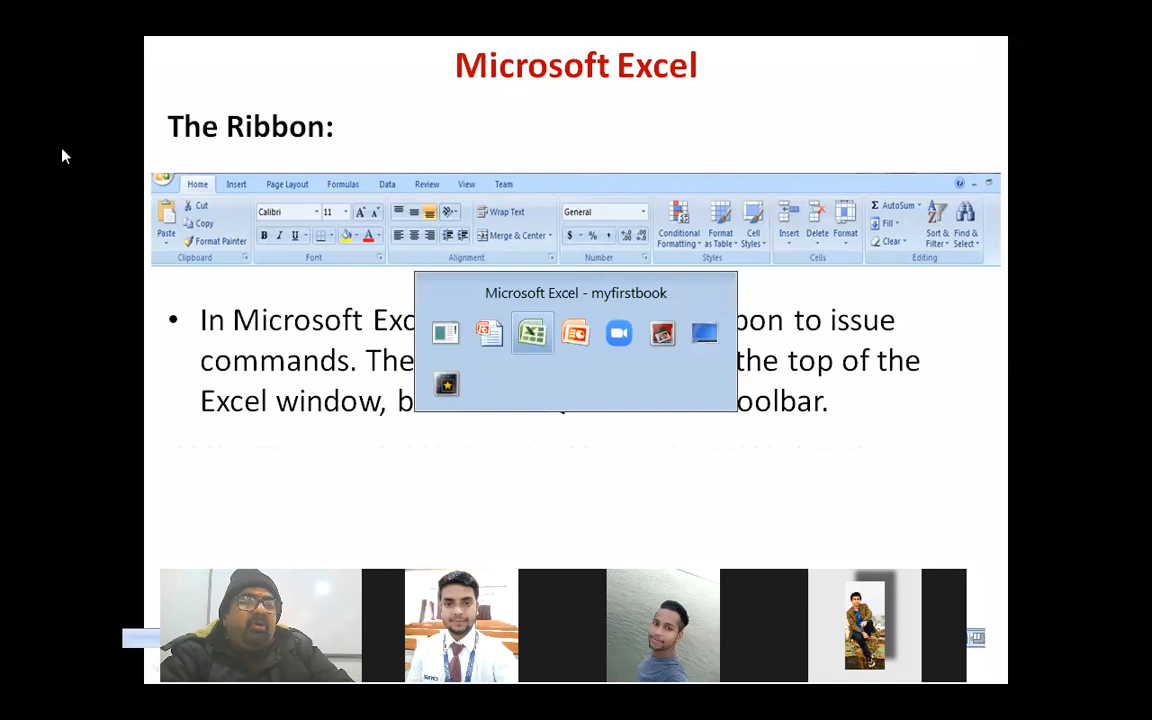 Microsoft Excel
The Ribbon:
Home Insert Page Layout Formulas Data Review View Team
Cut Calibri 11 Wrap Text General AutoSum
Copy Fill
Paste Format Painter B I U Merge & Center $ % , Conditional Formatting Format as Table Cell Styles Insert Delete Format Clear Sort & Filter Find & Select
Clipboard Font Alignment Number Styles Cells Editing
Microsoft Excel - myfirstbook
• In Microsoft Exc bon to issue
commands. The the top of the
Excel window, b oolbar.